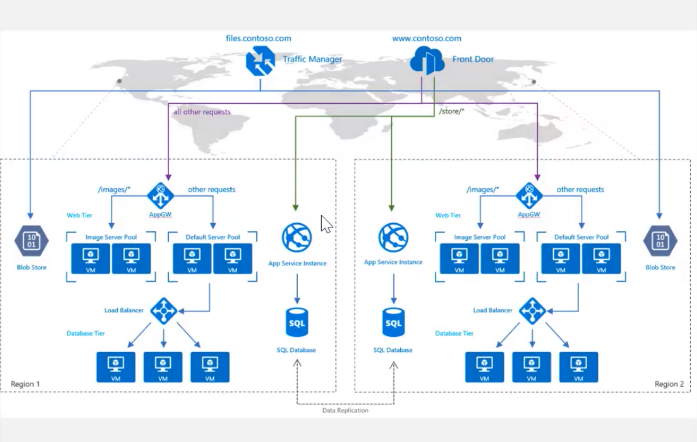 files.contoso.com
www.contoso.com
Traffic Manager
Front Door
all other requests
/store/*
/images/*
other requests
/images/*
other requests
AppGW
AppGW
Web Tier
Web Tier
Image Server Pool
Default Server Pool
Image Server Pool
Default Server Pool
10
01
10
01
VM
VM
VM
VM
VM
VM
VM
VM
Blob Store
App Service Instance
App Service Instance
Blob Store
Load Balancer
Load Balancer
SQL
SQL
Database Tier
Database Tier
SQL Database
SQL Database
VM
VM
VM
VM
VM
VM
Region 1
Region 2
Data Replication